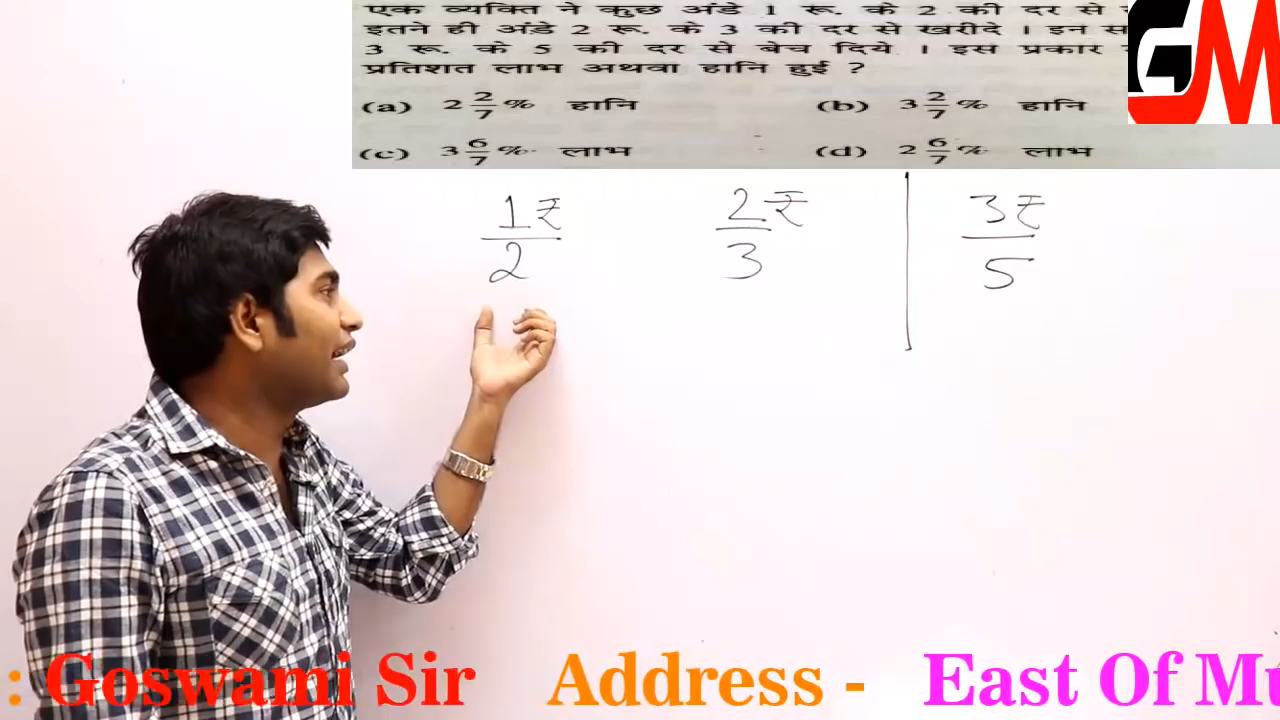 एक व्यक्ति ने कुछ अंडे 1 रू. के 2 की दर से
इतने ही अंडे 2 रू. के 3 की दर से खरीदे । इन
3 रू. के 5 की दर से बेच दिये । इस प्रकार
प्रतिशत लाभ अथवा हानि हुई ?
(a) 2 2/7 % हानि (b) 3 2/7 % हानि
(c) 3 6/7 % लाभ (d) 2 6/7 % लाभ
GM
1₹/2 2₹/3 3₹/5
: Goswami Sir Address - East Of